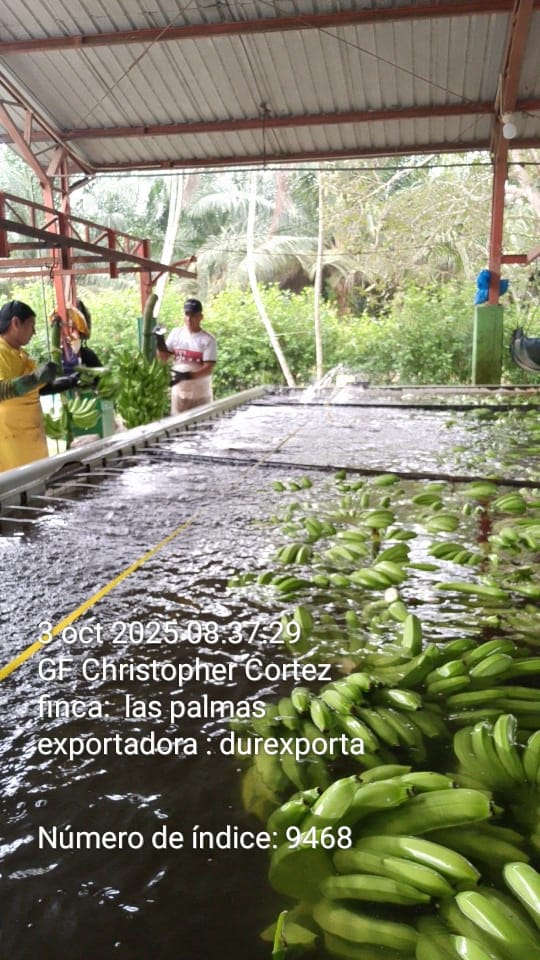 3 oct 2025 08:37:29
GF Christopher Cortez
finca:  las palmas
exportadora : durexporta
Número de índice: 9468